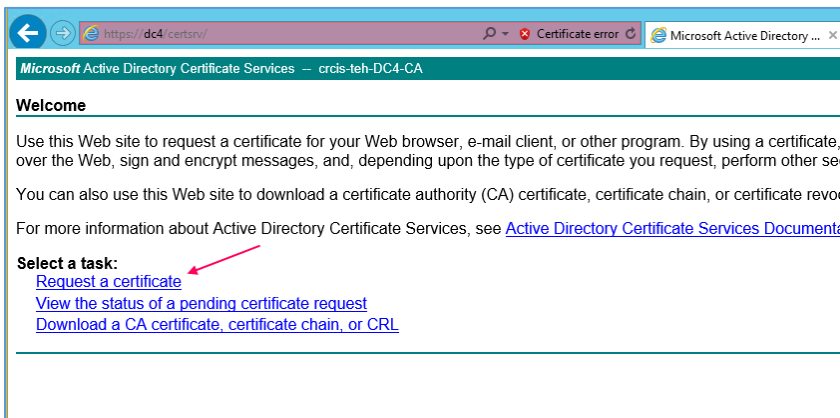 https://dc4/certsrv/
Certificate error
Microsoft Active Directory ...
Microsoft Active Directory Certificate Services -- crcis-teh-DC4-CA
Welcome
Use this Web site to request a certificate for your Web browser, e-mail client, or other program. By using a certificate,
over the Web, sign and encrypt messages, and, depending upon the type of certificate you request, perform other se
You can also use this Web site to download a certificate authority (CA) certificate, certificate chain, or certificate revo
For more information about Active Directory Certificate Services, see Active Directory Certificate Services Documenta
Select a task:
Request a certificate
View the status of a pending certificate request
Download a CA certificate, certificate chain, or CRL